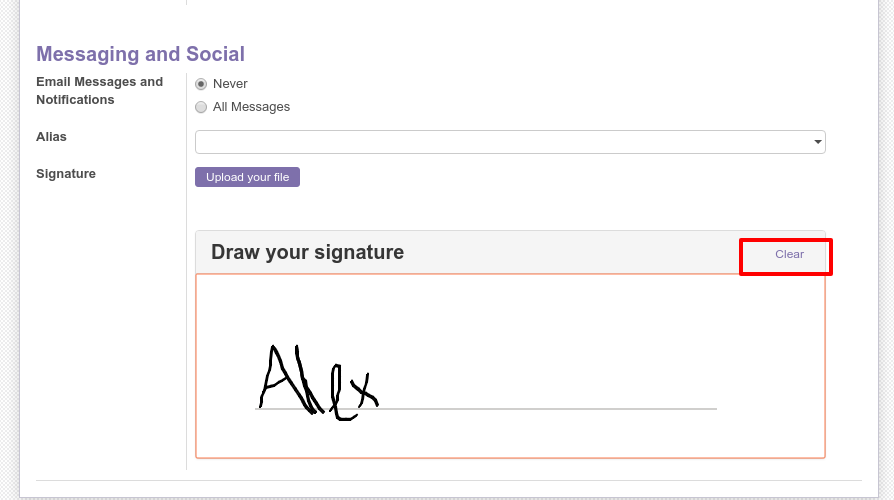 Messaging and Social
Email Messages and
Notifications
Never
All Messages
Alias
Signature
Upload your file
Draw your signature
Clear
Alex